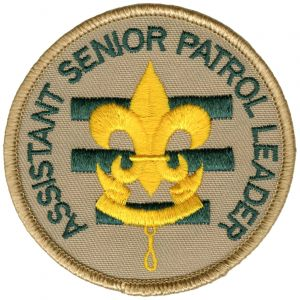 ASSISTANT SENIOR PATROL LEADER